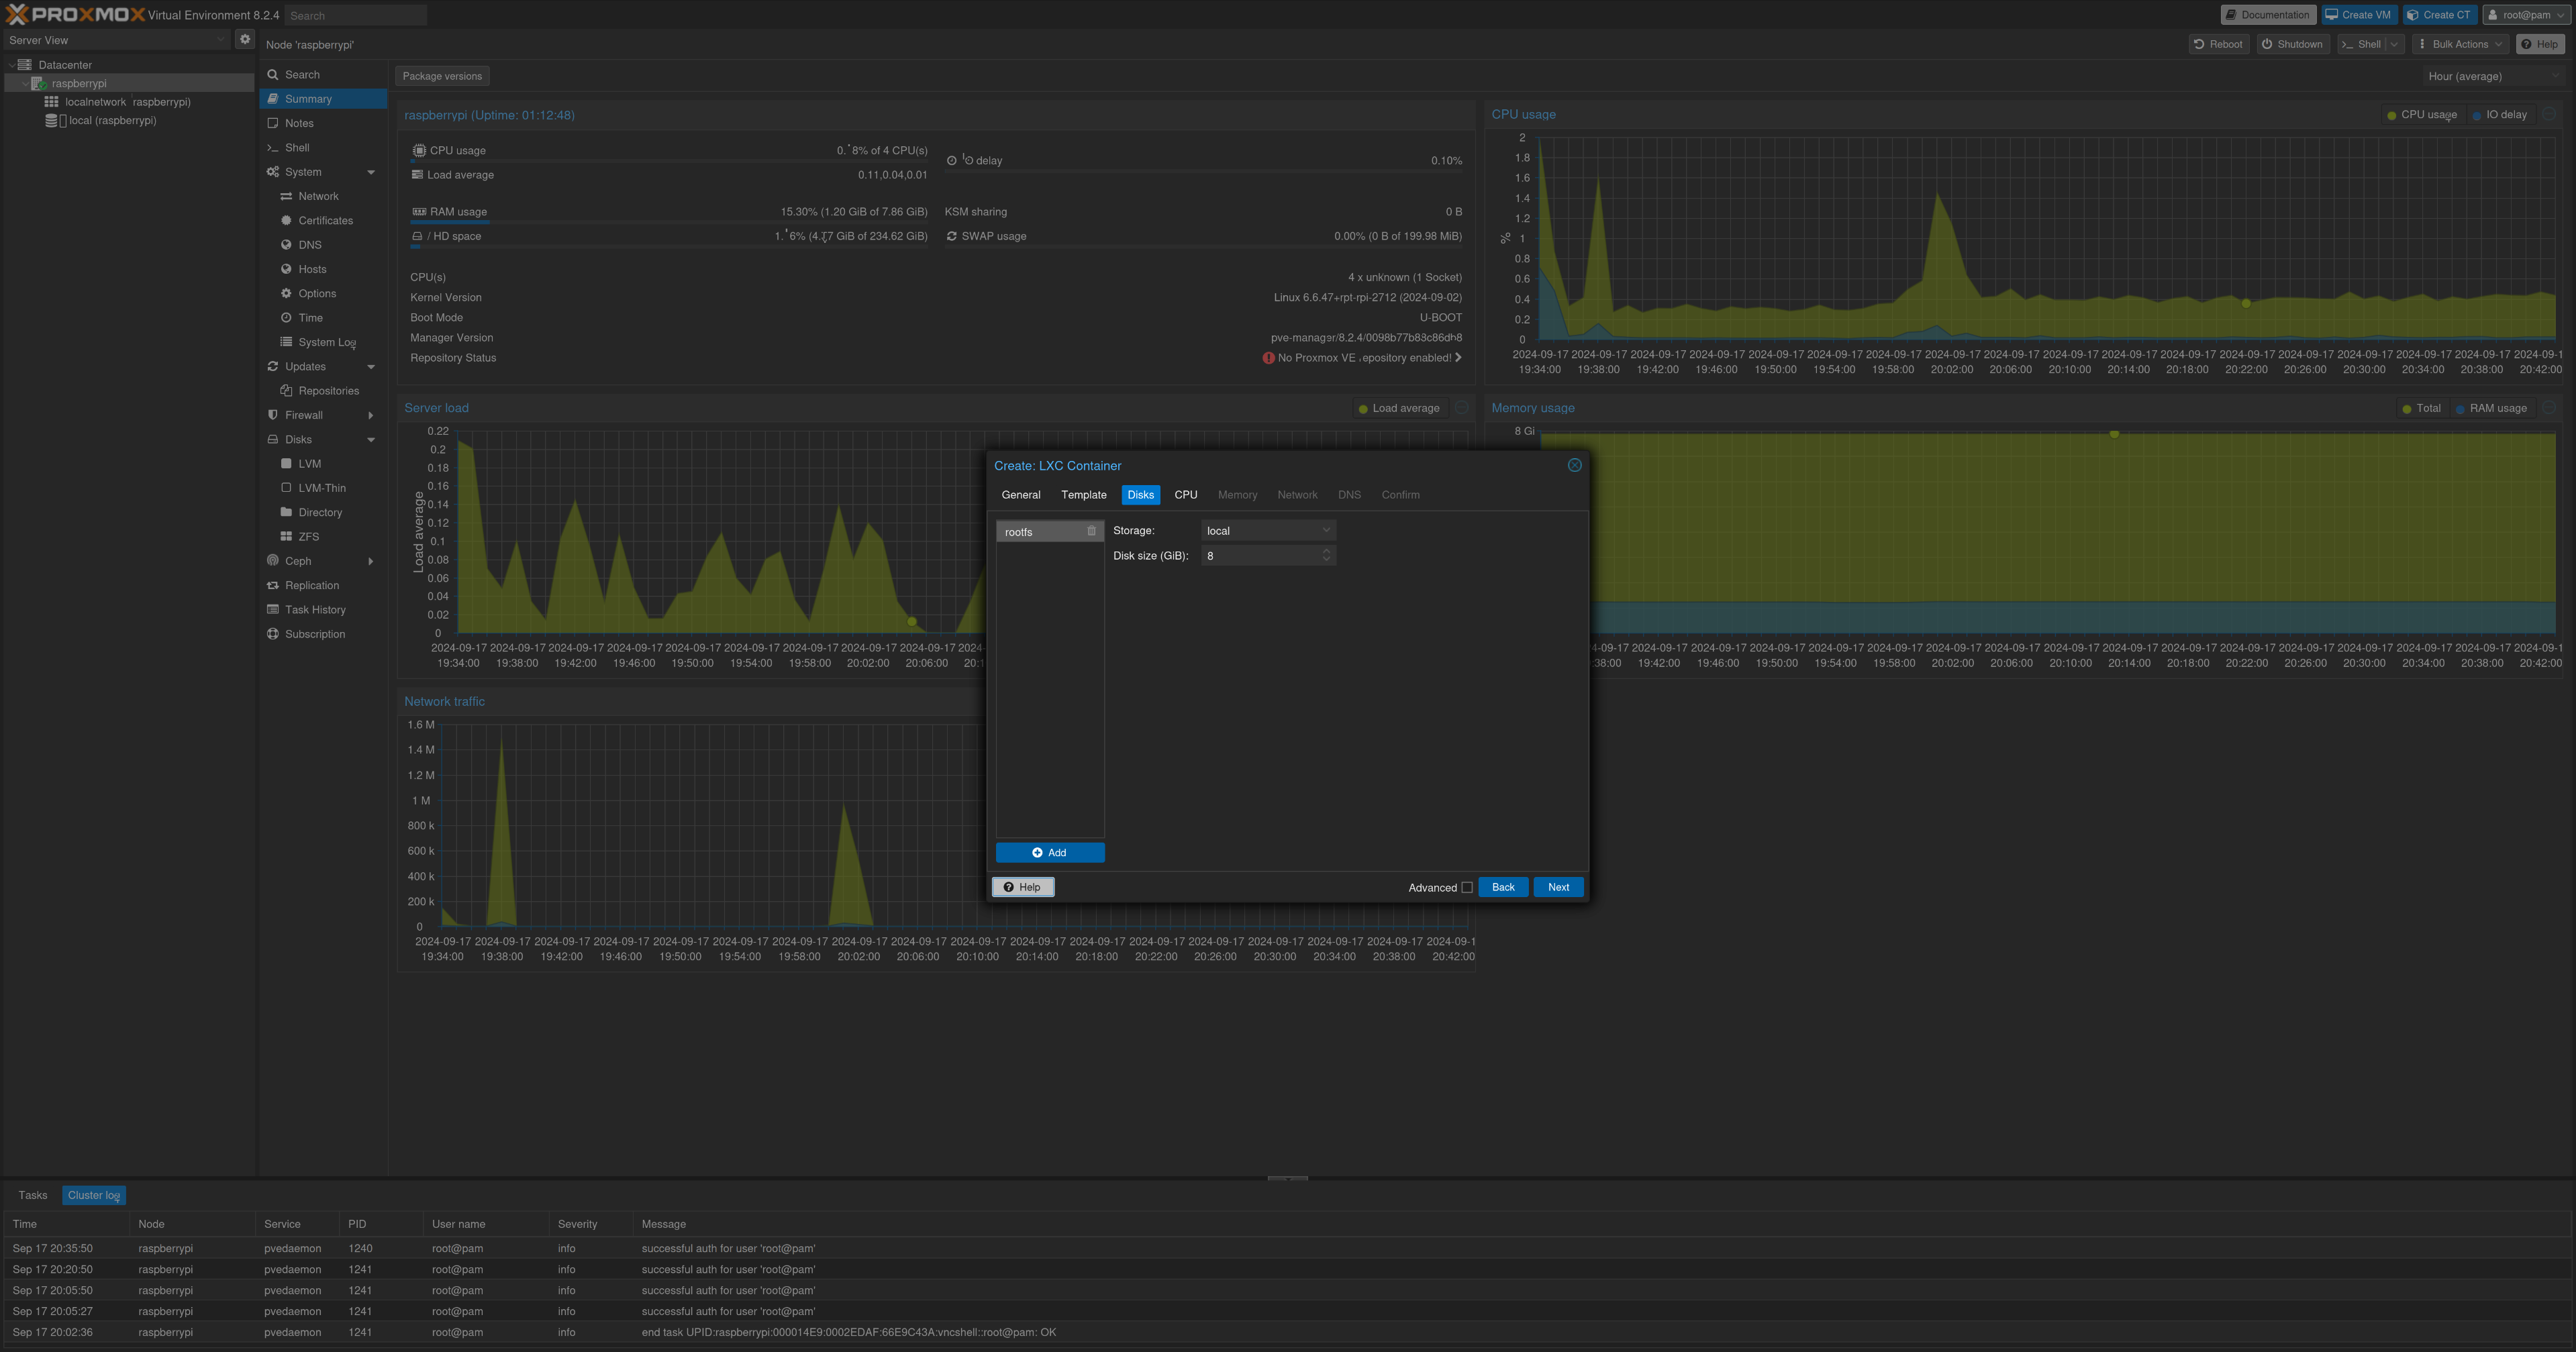 PROXMOX Virtual Environment 8.2.4 Search
Documentation Create VM Create CT root@pam
Server View
Node 'raspberrypi'
Reboot Shutdown Shell Bulk Actions Help
Datacenter
raspberrypi
localnetwork raspberrypi)
local (raspberrypi)
Search
Summary
Notes
Shell
System
Network
Certificates
DNS
Hosts
Options
Time
System Log
Updates
Repositories
Firewall
Disks
LVM
LVM-Thin
Directory
ZFS
Ceph
Replication
Task History
Subscription
Package versions
Hour (average)
raspberrypi (Uptime: 01:12:48)
CPU usage
of 4 CPU(s)
Load average
0.11,0.04,0.01
delay
0.10%
RAM usage
15.30% (1.20 GiB of 7.86 GiB)
KSM sharing
0 B
/ HD space
GiB of 234.62 GiB)
SWAP usage
0.00% (0 B of 199.98 MiB)
CPU(s)
4 x unknown (1 Socket)
Kernel Version
Linux 6.6.47+rpt-rpi-2712 (2024-09-02)
Boot Mode
U-BOOT
Manager Version
Repository Status
No Proxmox VE enabled!
CPU usage
CPU usage IO delay
2
1.8
1.6
1.4
1.2
1
0.8
0.6
0.4
0.2
0
%
2024-09-17 2024-09-17 2024-09-17 2024-09-17 2024-09-17 2024-09-17 2024-09-17 2024-09-17 2024-09-17 2024-09-17 2024-09-17 2024-09-17 2024-09-17 2024-09-17 2024-09-17 2024-09-17 2024-09-17 2024-09-1
19:34:00 19:38:00 19:42:00 19:46:00 19:50:00 19:54:00 19:58:00 20:02:00 20:06:00 20:10:00 20:14:00 20:18:00 20:22:00 20:26:00 20:30:00 20:34:00 20:38:00 20:42:00
Server load
Load average
0.22
0.2
0.18
0.16
0.14
0.12
0.1
0.08
0.06
0.04
0.02
0
Load average
2024-09-17 2024-09-17 2024-09-17 2024-09-17 2024-09-17 2024-09-17 2024-09-17 2024-09-17 2024-09-17 2024-
19:34:00 19:38:00 19:42:00 19:46:00 19:50:00 19:54:00 19:58:00 20:02:00 20:06:00 20:1
Memory usage
Total RAM usage
8 Gi
4-09-17 2024-09-17 2024-09-17 2024-09-17 2024-09-17 2024-09-17 2024-09-17 2024-09-17 2024-09-17 2024-09-17 2024-09-17 2024-09-17 2024-09-17 2024-09-17 2024-09-17 2024-09-17 2024-09-1
:38:00 19:42:00 19:46:00 19:50:00 19:54:00 19:58:00 20:02:00 20:06:00 20:10:00 20:14:00 20:18:00 20:22:00 20:26:00 20:30:00 20:34:00 20:38:00 20:42:00
Network traffic
1.6 M
1.4 M
1.2 M
1 M
800 k
600 k
400 k
200 k
0
2024-09-17 2024-09-17 2024-09-17 2024-09-17 2024-09-17 2024-09-17 2024-09-17 2024-09-17 2024-09-17 2024-09-17 2024-09-17 2024-09-17 2024-09-17 2024-09-17 2024-09-17 2024-09-17 2024-09-17 2024-09-1
19:34:00 19:38:00 19:42:00 19:46:00 19:50:00 19:54:00 19:58:00 20:02:00 20:06:00 20:10:00 20:14:00 20:18:00 20:22:00 20:26:00 20:30:00 20:34:00 20:38:00 20:42:00
Create: LXC Container
General Template Disks CPU Memory Network DNS Confirm
rootfs
Storage: local
Disk size (GiB): 8
Add
Help
Advanced Back Next
Tasks Cluster log
Time Node Service PID User name Severity Message
Sep 17 20:35:50 raspberrypi pvedaemon 1240 root@pam info successful auth for user 'root@pam'
Sep 17 20:20:50 raspberrypi pvedaemon 1241 root@pam info successful auth for user 'root@pam'
Sep 17 20:05:50 raspberrypi pvedaemon 1241 root@pam info successful auth for user 'root@pam'
Sep 17 20:05:27 raspberrypi pvedaemon 1241 root@pam info successful auth for user 'root@pam'
Sep 17 20:02:36 raspberrypi pvedaemon 1241 root@pam info end task UPID:raspberrypi:000014E9:0002EDAF:66E9C43A:vncshell::root@pam: OK